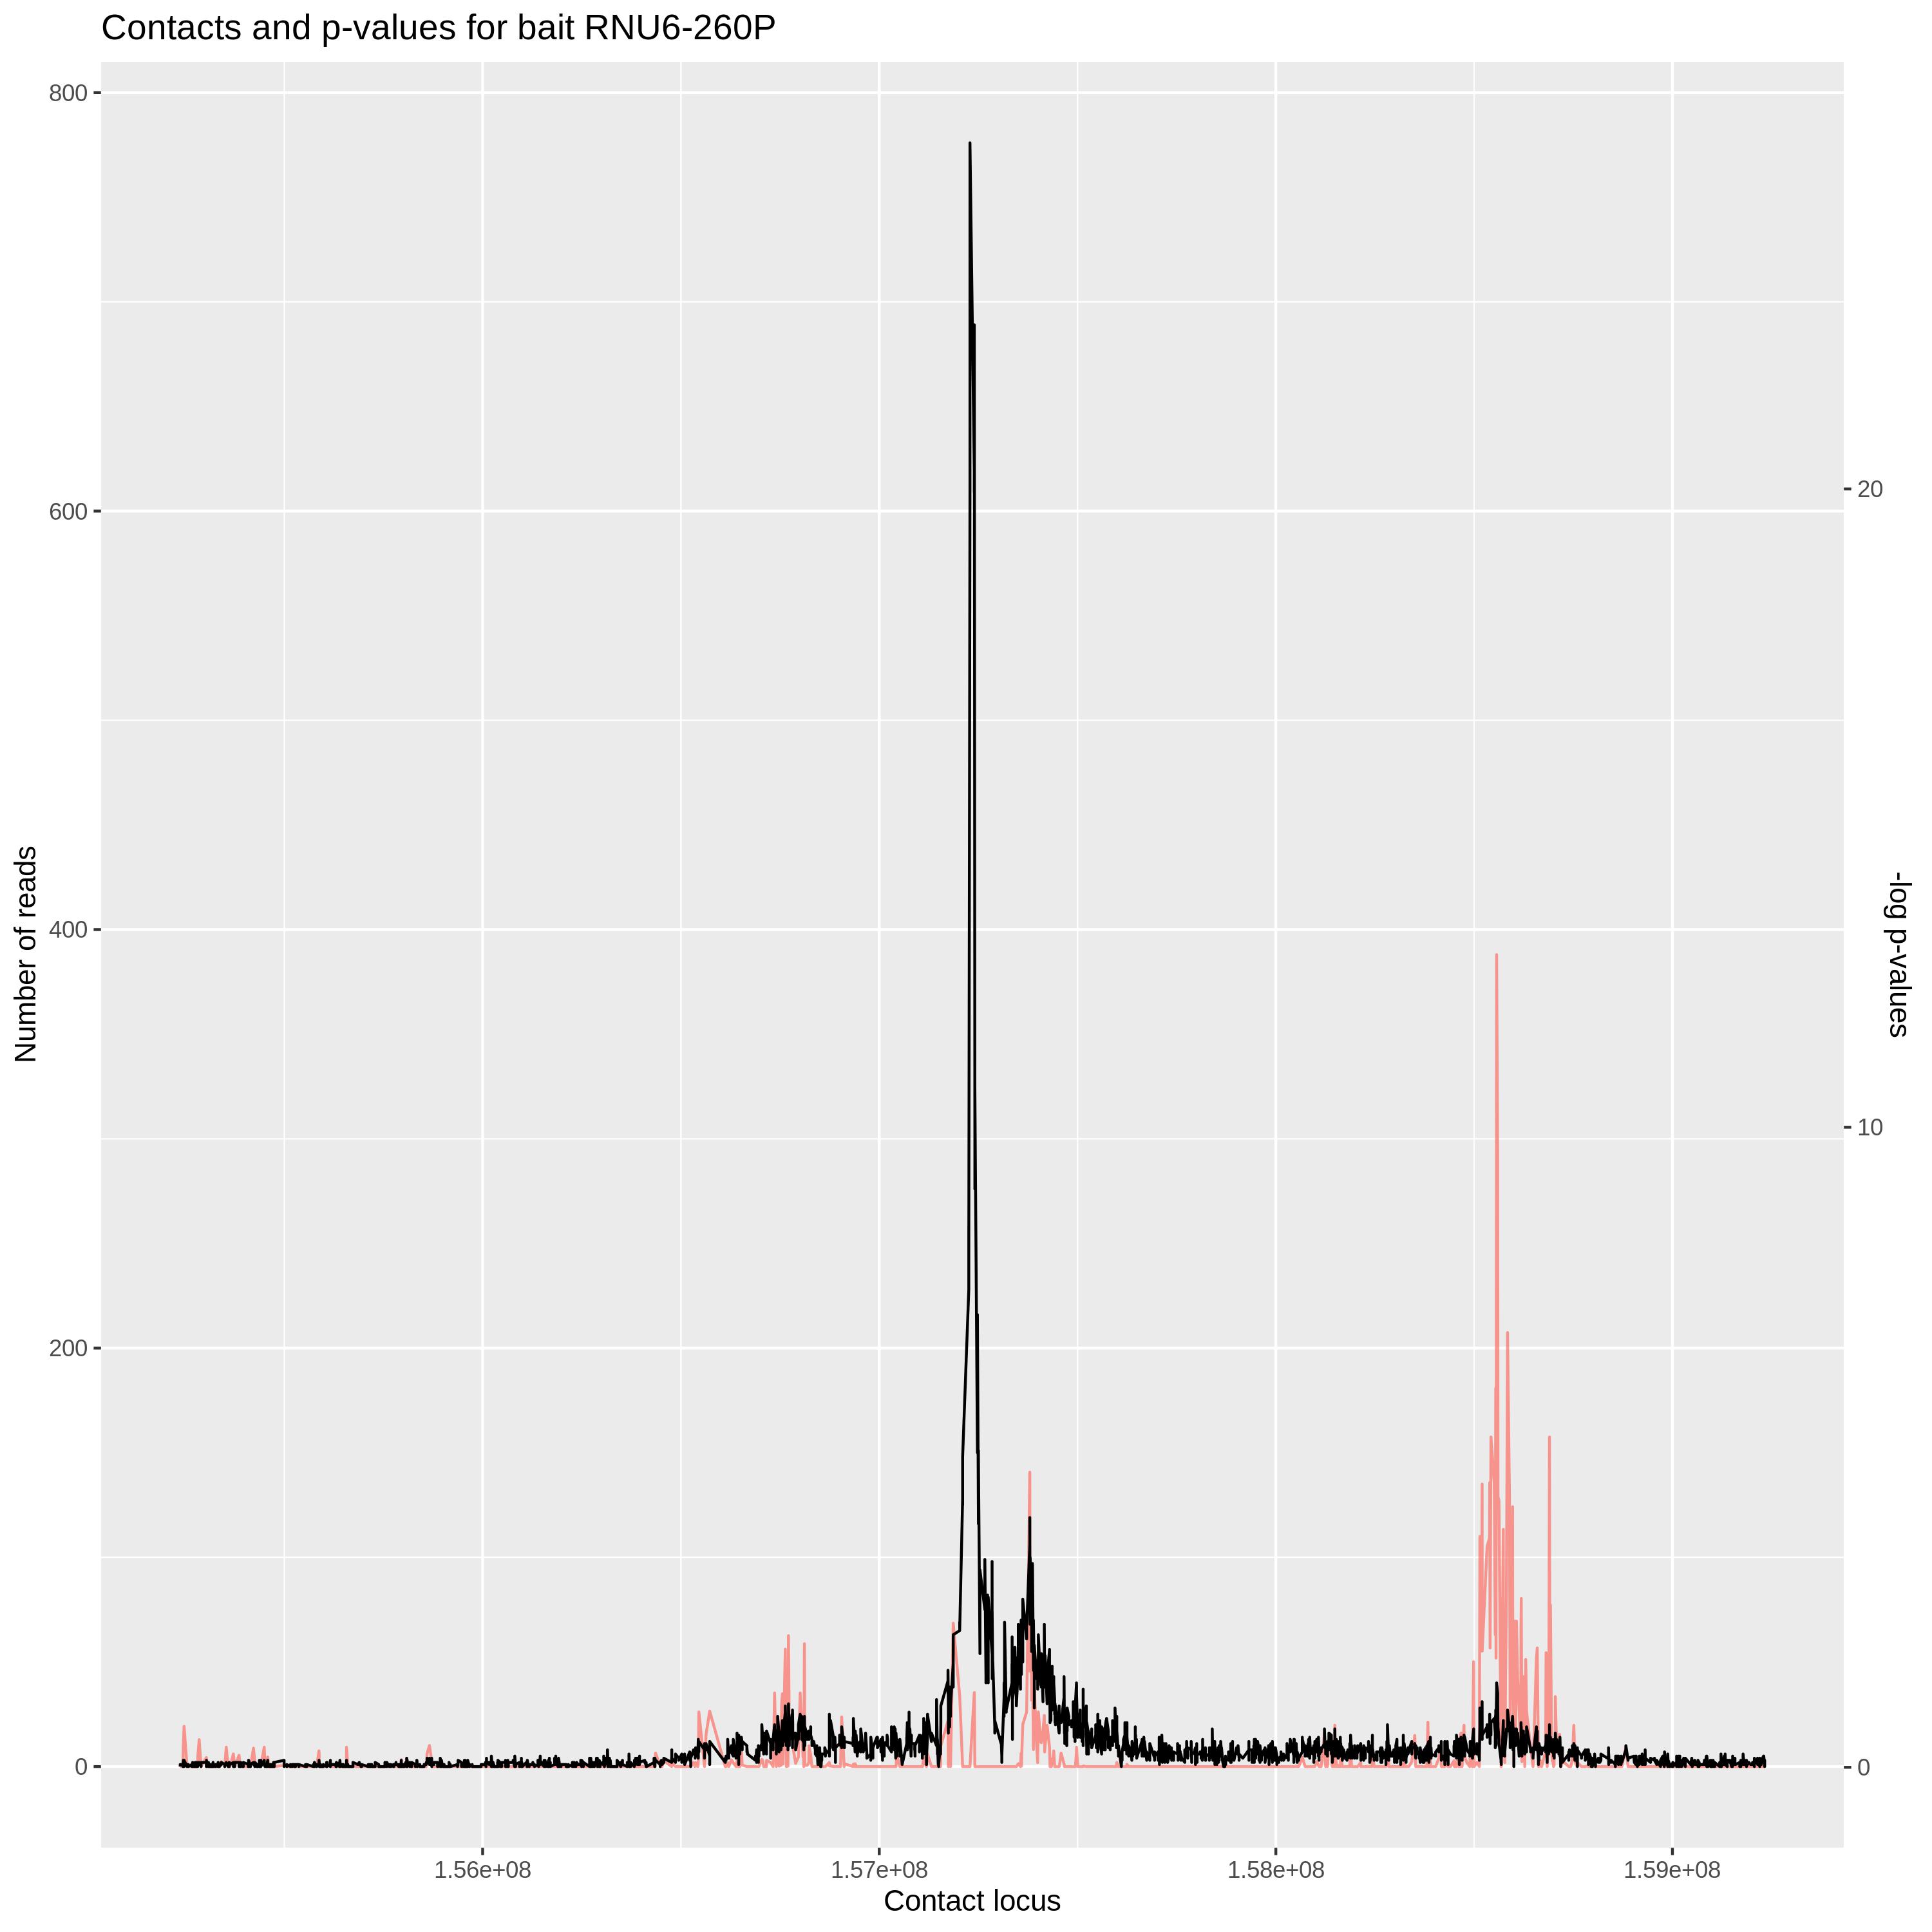 Contacts and p-values for bait RNU6-260P
800
600
400
200
0
Number of reads
20
10
0
-log p-values
1.56e+08
1.57e+08
1.58e+08
1.59e+08
Contact locus